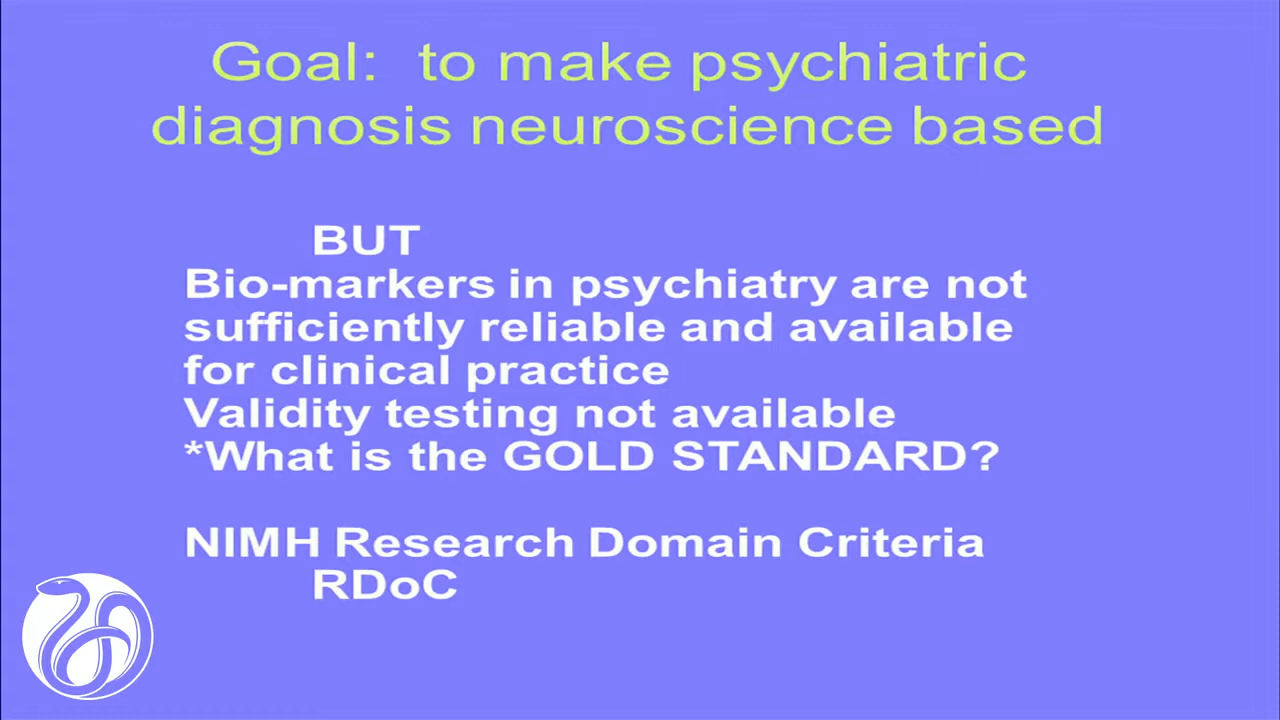 Goal: to make psychiatric
diagnosis neuroscience based
BUT
Bio-markers in psychiatry are not
sufficiently reliable and available
for clinical practice
Validity testing not available
*What is the GOLD STANDARD?
NIMH Research Domain Criteria
RDoC